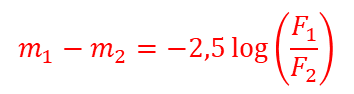 m₁ − m₂ = −2,5 log (F₁/F₂)